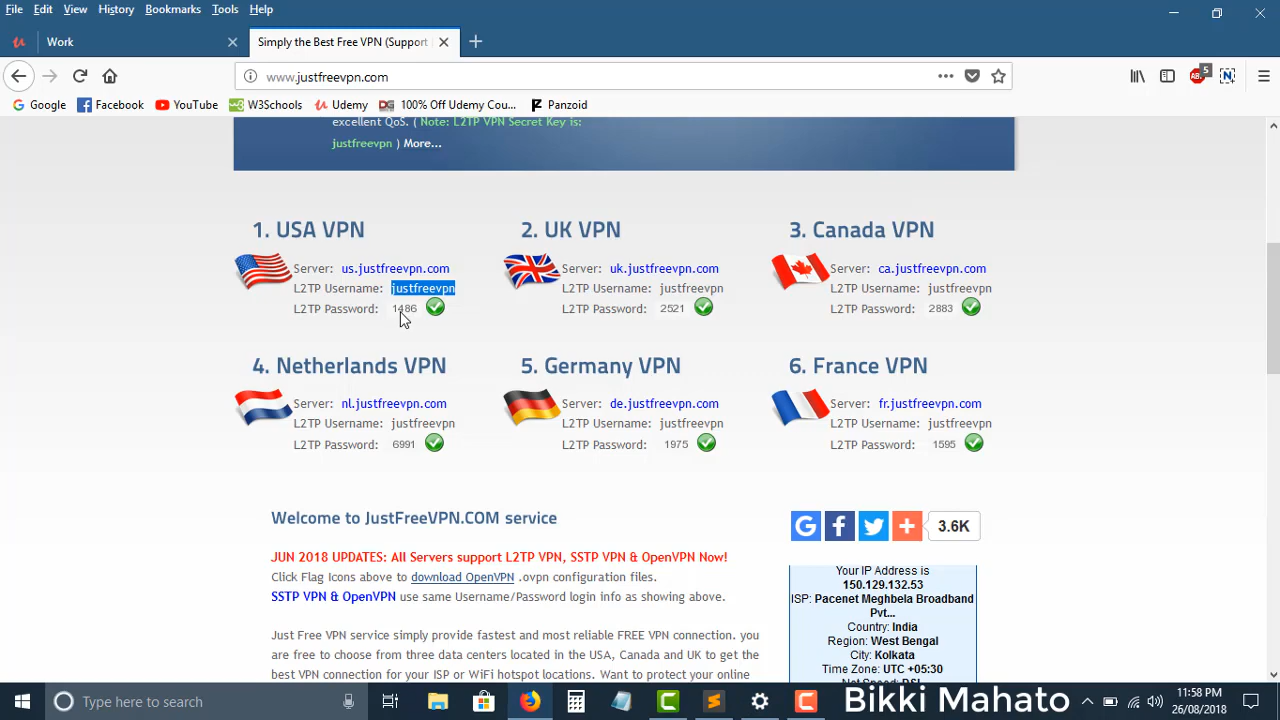 File Edit View History Bookmarks Tools Help
Work
Simply the Best Free VPN (Support
www.justfreevpn.com
5
Google Facebook YouTube W3Schools Udemy 100% Off Udemy Cou... Panzoid
excellent QoS. ( Note: L2TP VPN Secret Key is:
justfreevpn ) More...
1. USA VPN
Server: us.justfreevpn.com
L2TP Username: justfreevpn
L2TP Password: 1486
2. UK VPN
Server: uk.justfreevpn.com
L2TP Username: justfreevpn
L2TP Password: 2521
3. Canada VPN
Server: ca.justfreevpn.com
L2TP Username: justfreevpn
L2TP Password: 2883
4. Netherlands VPN
Server: nl.justfreevpn.com
L2TP Username: justfreevpn
L2TP Password: 6991
5. Germany VPN
Server: de.justfreevpn.com
L2TP Username: justfreevpn
L2TP Password: 1975
6. France VPN
Server: fr.justfreevpn.com
L2TP Username: justfreevpn
L2TP Password: 1595
Welcome to JustFreeVPN.COM service
JUN 2018 UPDATES: All Servers support L2TP VPN, SSTP VPN & OpenVPN Now!
Click Flag Icons above to download OpenVPN .ovpn configuration files.
SSTP VPN & OpenVPN use same Username/Password login info as showing above.
Just Free VPN service simply provide fastest and most reliable FREE VPN connection. you
are free to choose from three data centers located in the USA, Canada and UK to get the
best VPN connection for your ISP or WiFi hotspot locations. Want to protect your online
3.6K
Your IP Address is
150.129.132.53
ISP: Pacenet Meghbela Broadband
Pvt...
Country: India
Region: West Bengal
City: Kolkata
Time Zone: UTC +05:30
Type here to search
Bikki Mahato
11:58 PM
26/08/2018